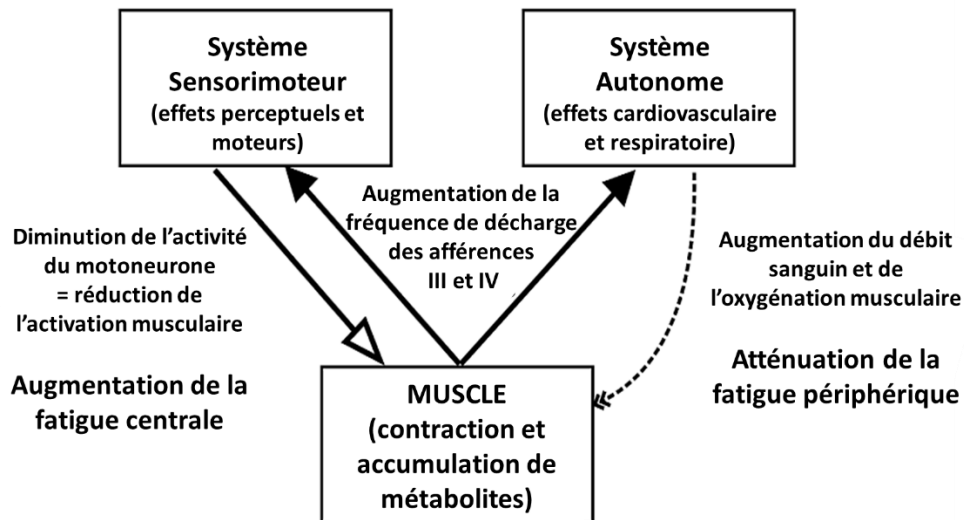 Système
Sensorimoteur
(effets perceptuels et
moteurs)
Système
Autonome
(effets cardiovasculaire
et respiratoire)
Augmentation de la
fréquence de décharge
des afférences
III et IV
Diminution de l’activité
du motoneurone
= réduction de
l’activation musculaire
Augmentation de la
fatigue centrale
Augmentation du débit
sanguin et de
l’oxygénation musculaire
Atténuation de la
fatigue périphérique
MUSCLE
(contraction et
accumulation de
métabolites)